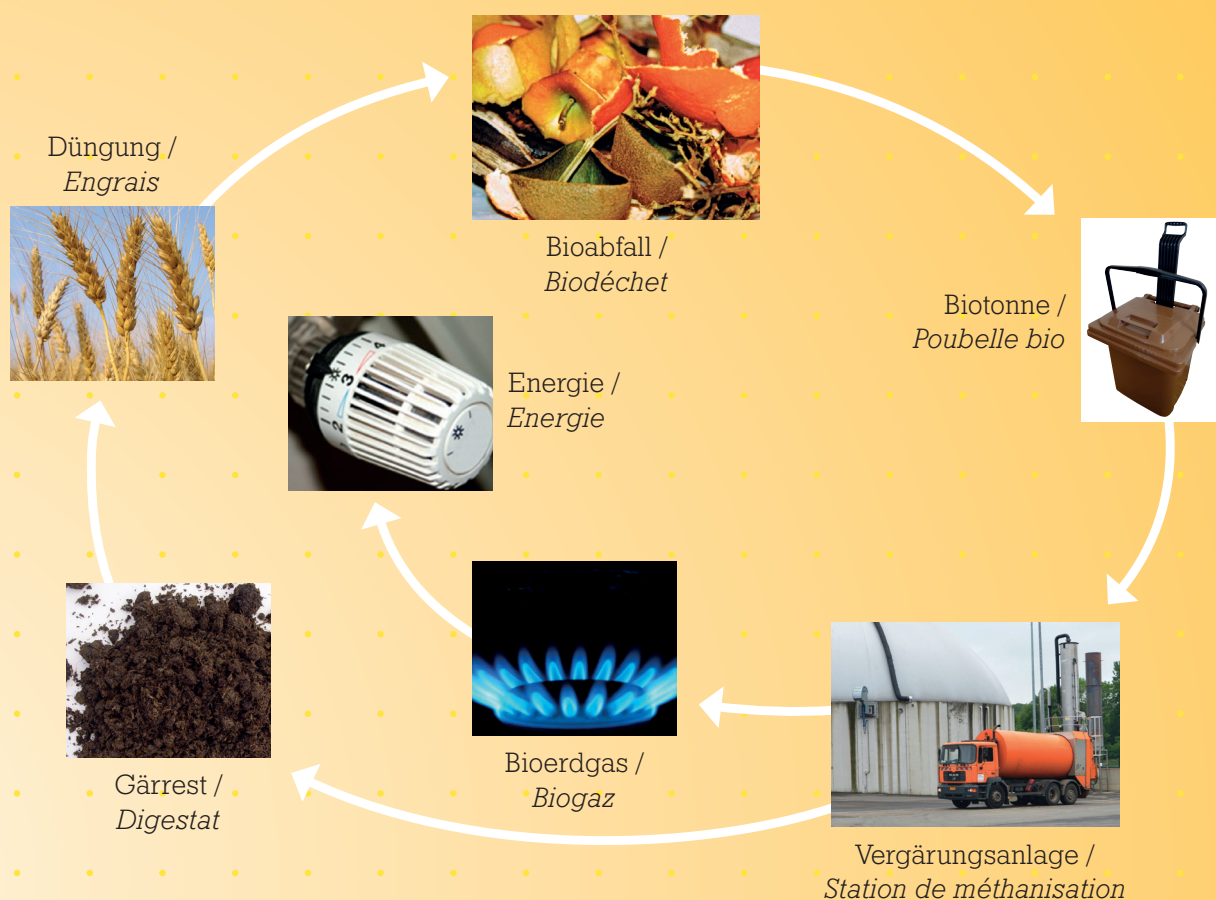 Düngung /
Engrais
Bioabfall /
Biodéchet
Biotonne /
Poubelle bio
Energie /
Energie
Bioerdgas /
Biogaz
Gärrest /
Digestat
Vergärungsanlage /
Station de méthanisation